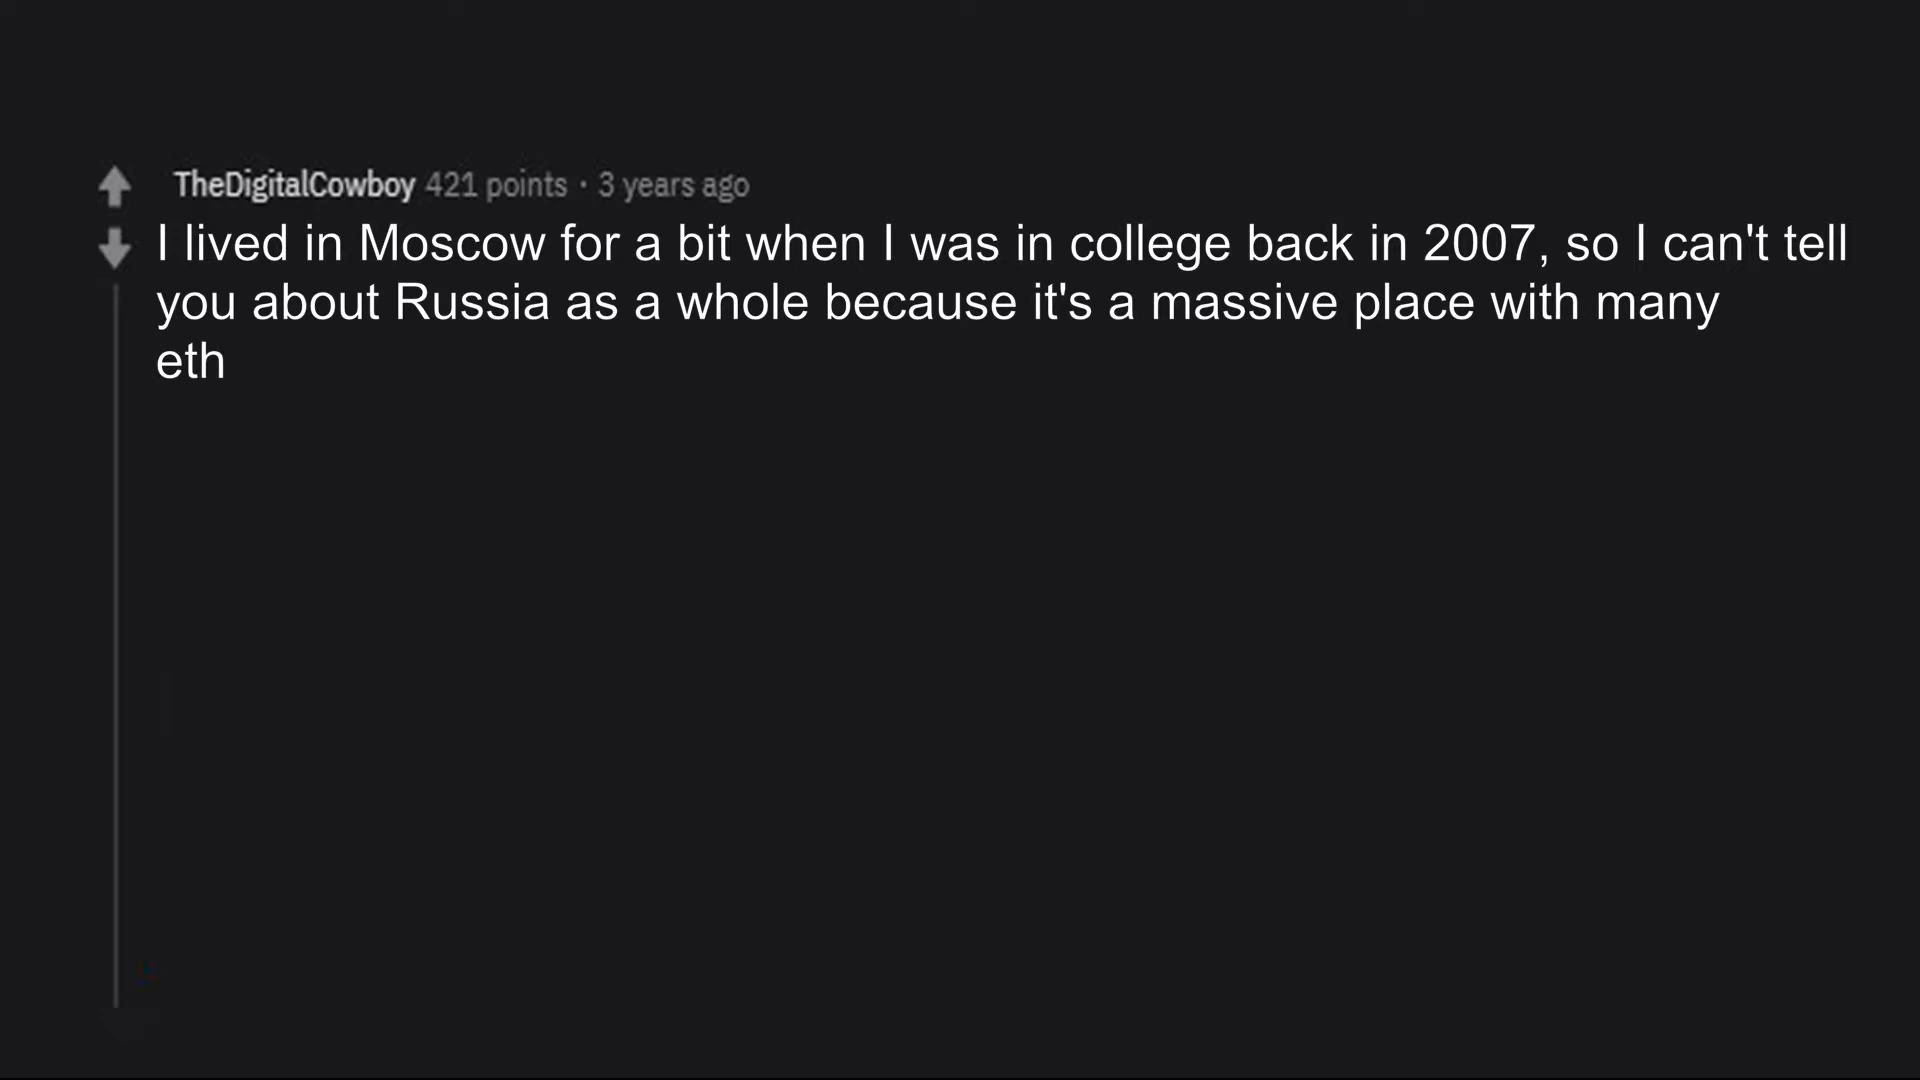 TheDigitalCowboy 421 points · 3 years ago
I lived in Moscow for a bit when I was in college back in 2007, so I can't tell
you about Russia as a whole because it's a massive place with many
eth